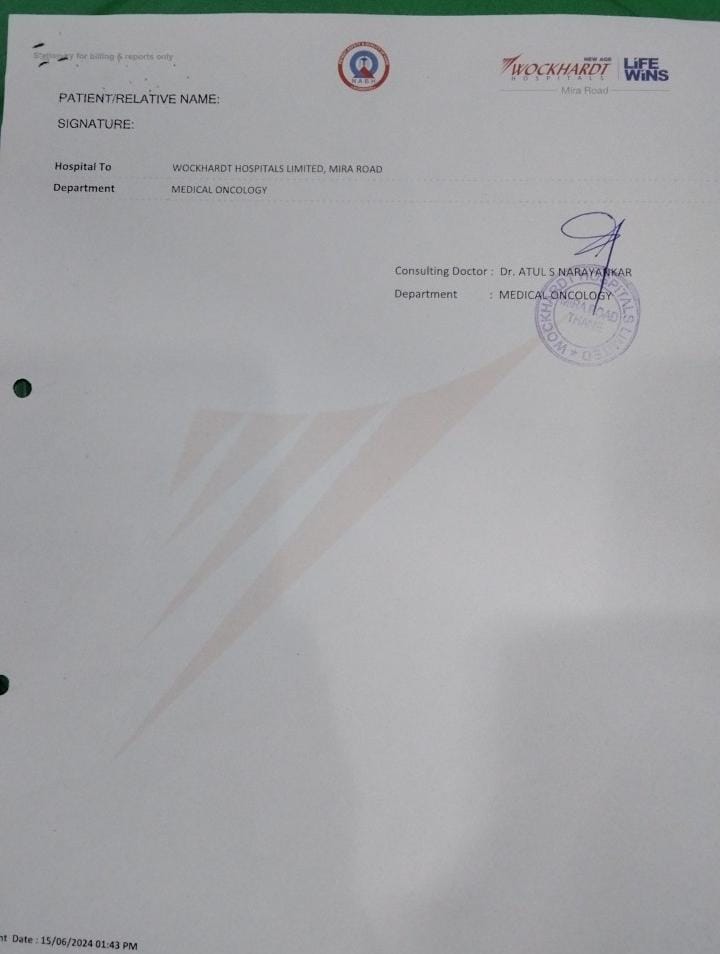 Stationary for billing & reports only
NABH
NEW AGE
WOCKHARDT
HOSPITALS
LiFE
WiNS
Mira Road
PATIENT/RELATIVE NAME:
SIGNATURE:
Hospital To WOCKHARDT HOSPITALS LIMITED, MIRA ROAD
Department MEDICAL ONCOLOGY
Consulting Doctor : Dr. ATUL S NARAYANKAR
Department : MEDICAL ONCOLOGY
WOCKHARDT HOSPITALS LIMITED ★
MIRA ROAD
THANE
nt Date : 15/06/2024 01:43 PM